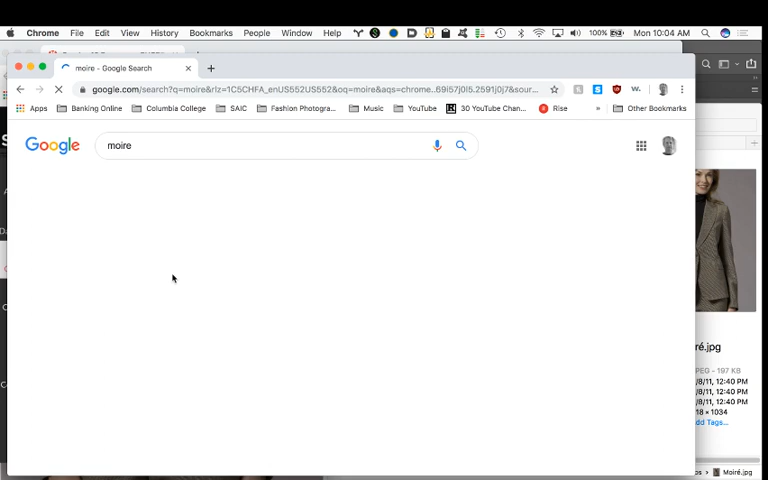 Chrome File Edit View History Bookmarks People Window Help 100% Mon 10:04 AM
moire - Google Search
google.com/search?q=moire&rlz=1C5CHFA_enUS552US552&oq=moire&aqs=chrome..69i57j0l5.2591j0j7&sour...
Apps Banking Online Columbia College SAIC Fashion Photogra... Music YouTube 30 YouTube Chan... Rise » Other Bookmarks
Google moire
ré.jpg
PEG - 197 KB
/8/11, 12:40 PM
/8/11, 12:40 PM
/8/11, 12:40 PM
18 × 1034
dd Tags...
Moiré.jpg